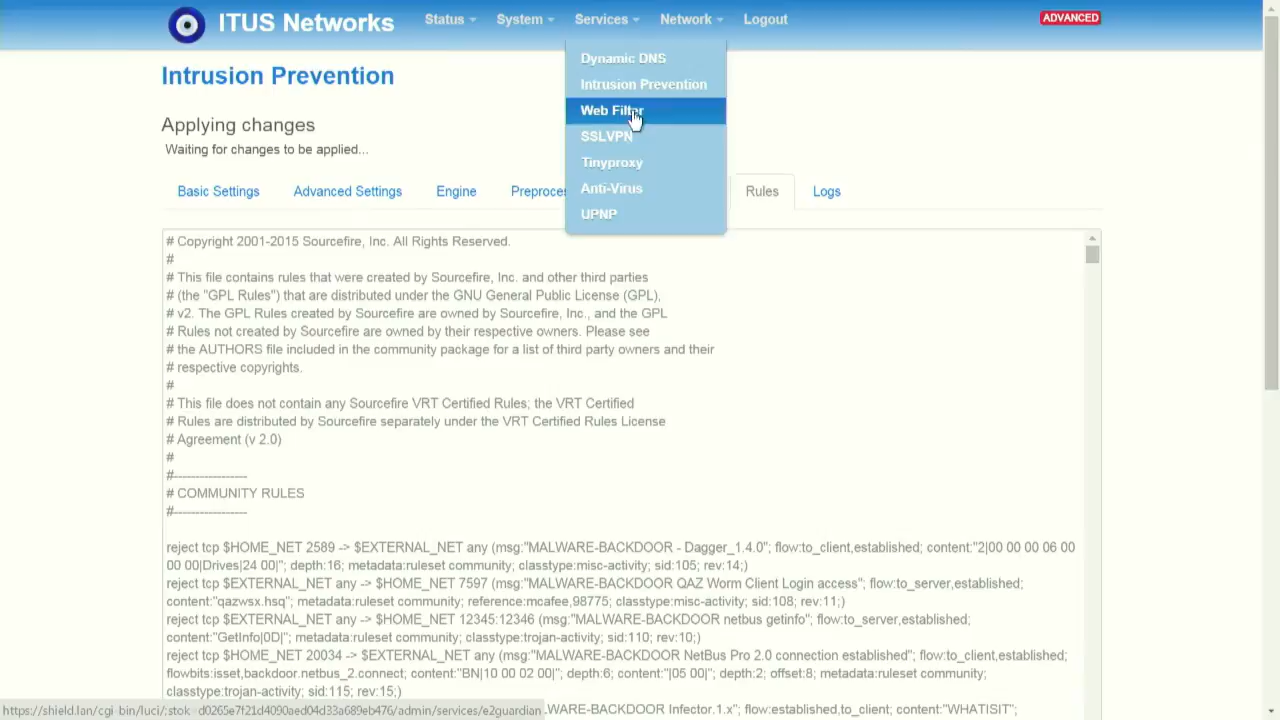 ITUS Networks
Status System Services Network Logout
ADVANCED
Dynamic DNS
Intrusion Prevention
Web Filter
SSLVPN
Tinyproxy
Anti-Virus
UPNP
Intrusion Prevention
Applying changes
Waiting for changes to be applied...
Basic Settings Advanced Settings Engine Preproces Rules Logs
# Copyright 2001-2015 Sourcefire, Inc. All Rights Reserved.
#
# This file contains rules that were created by Sourcefire, Inc. and other third parties
# (the "GPL Rules") that are distributed under the GNU General Public License (GPL),
# v2. The GPL Rules created by Sourcefire are owned by Sourcefire, Inc., and the GPL
# Rules not created by Sourcefire are owned by their respective owners. Please see
# the AUTHORS file included in the community package for a list of third party owners and their
# respective copyrights.
#
# This file does not contain any Sourcefire VRT Certified Rules; the VRT Certified
# Rules are distributed by Sourcefire separately under the VRT Certified Rules License
# Agreement (v 2.0)
#
#-----------------
# COMMUNITY RULES
#-----------------
reject tcp $HOME_NET 2589 -> $EXTERNAL_NET any (msg:"MALWARE-BACKDOOR - Dagger_1.4.0"; flow:to_client,established; content:"2|00 00 00 06 00
00 00|Drives|24 00|"; depth:16; metadata:ruleset community; classtype:misc-activity; sid:105; rev:14;)
reject tcp $EXTERNAL_NET any -> $HOME_NET 7597 (msg:"MALWARE-BACKDOOR QAZ Worm Client Login access"; flow:to_server,established;
content:"qazwsx.hsq"; metadata:ruleset community; reference:mcafee,98775; classtype:misc-activity; sid:108; rev:11;)
reject tcp $EXTERNAL_NET any -> $HOME_NET 12345:12346 (msg:"MALWARE-BACKDOOR netbus getinfo"; flow:to_server,established;
content:"GetInfo|0D|"; metadata:ruleset community; classtype:trojan-activity; sid:110; rev:10;)
reject tcp $HOME_NET 20034 -> $EXTERNAL_NET any (msg:"MALWARE-BACKDOOR NetBus Pro 2.0 connection established"; flow:to_client,established;
flowbits:isset,backdoor.netbus_2.connect; content:"BN|10 00 02 00|"; depth:6; content:"|05 00|"; depth:2; offset:8; metadata:ruleset community;
classtype:trojan-activity; sid:115; rev:15;)
LWARE-BACKDOOR Infector.1.x"; flow:established,to_client; content:"WHATISIT";
https://shield.lan/cgi-bin/luci/;stok=d0265e7f21d4090aed04d33a689eb476/admin/services/e2guardian